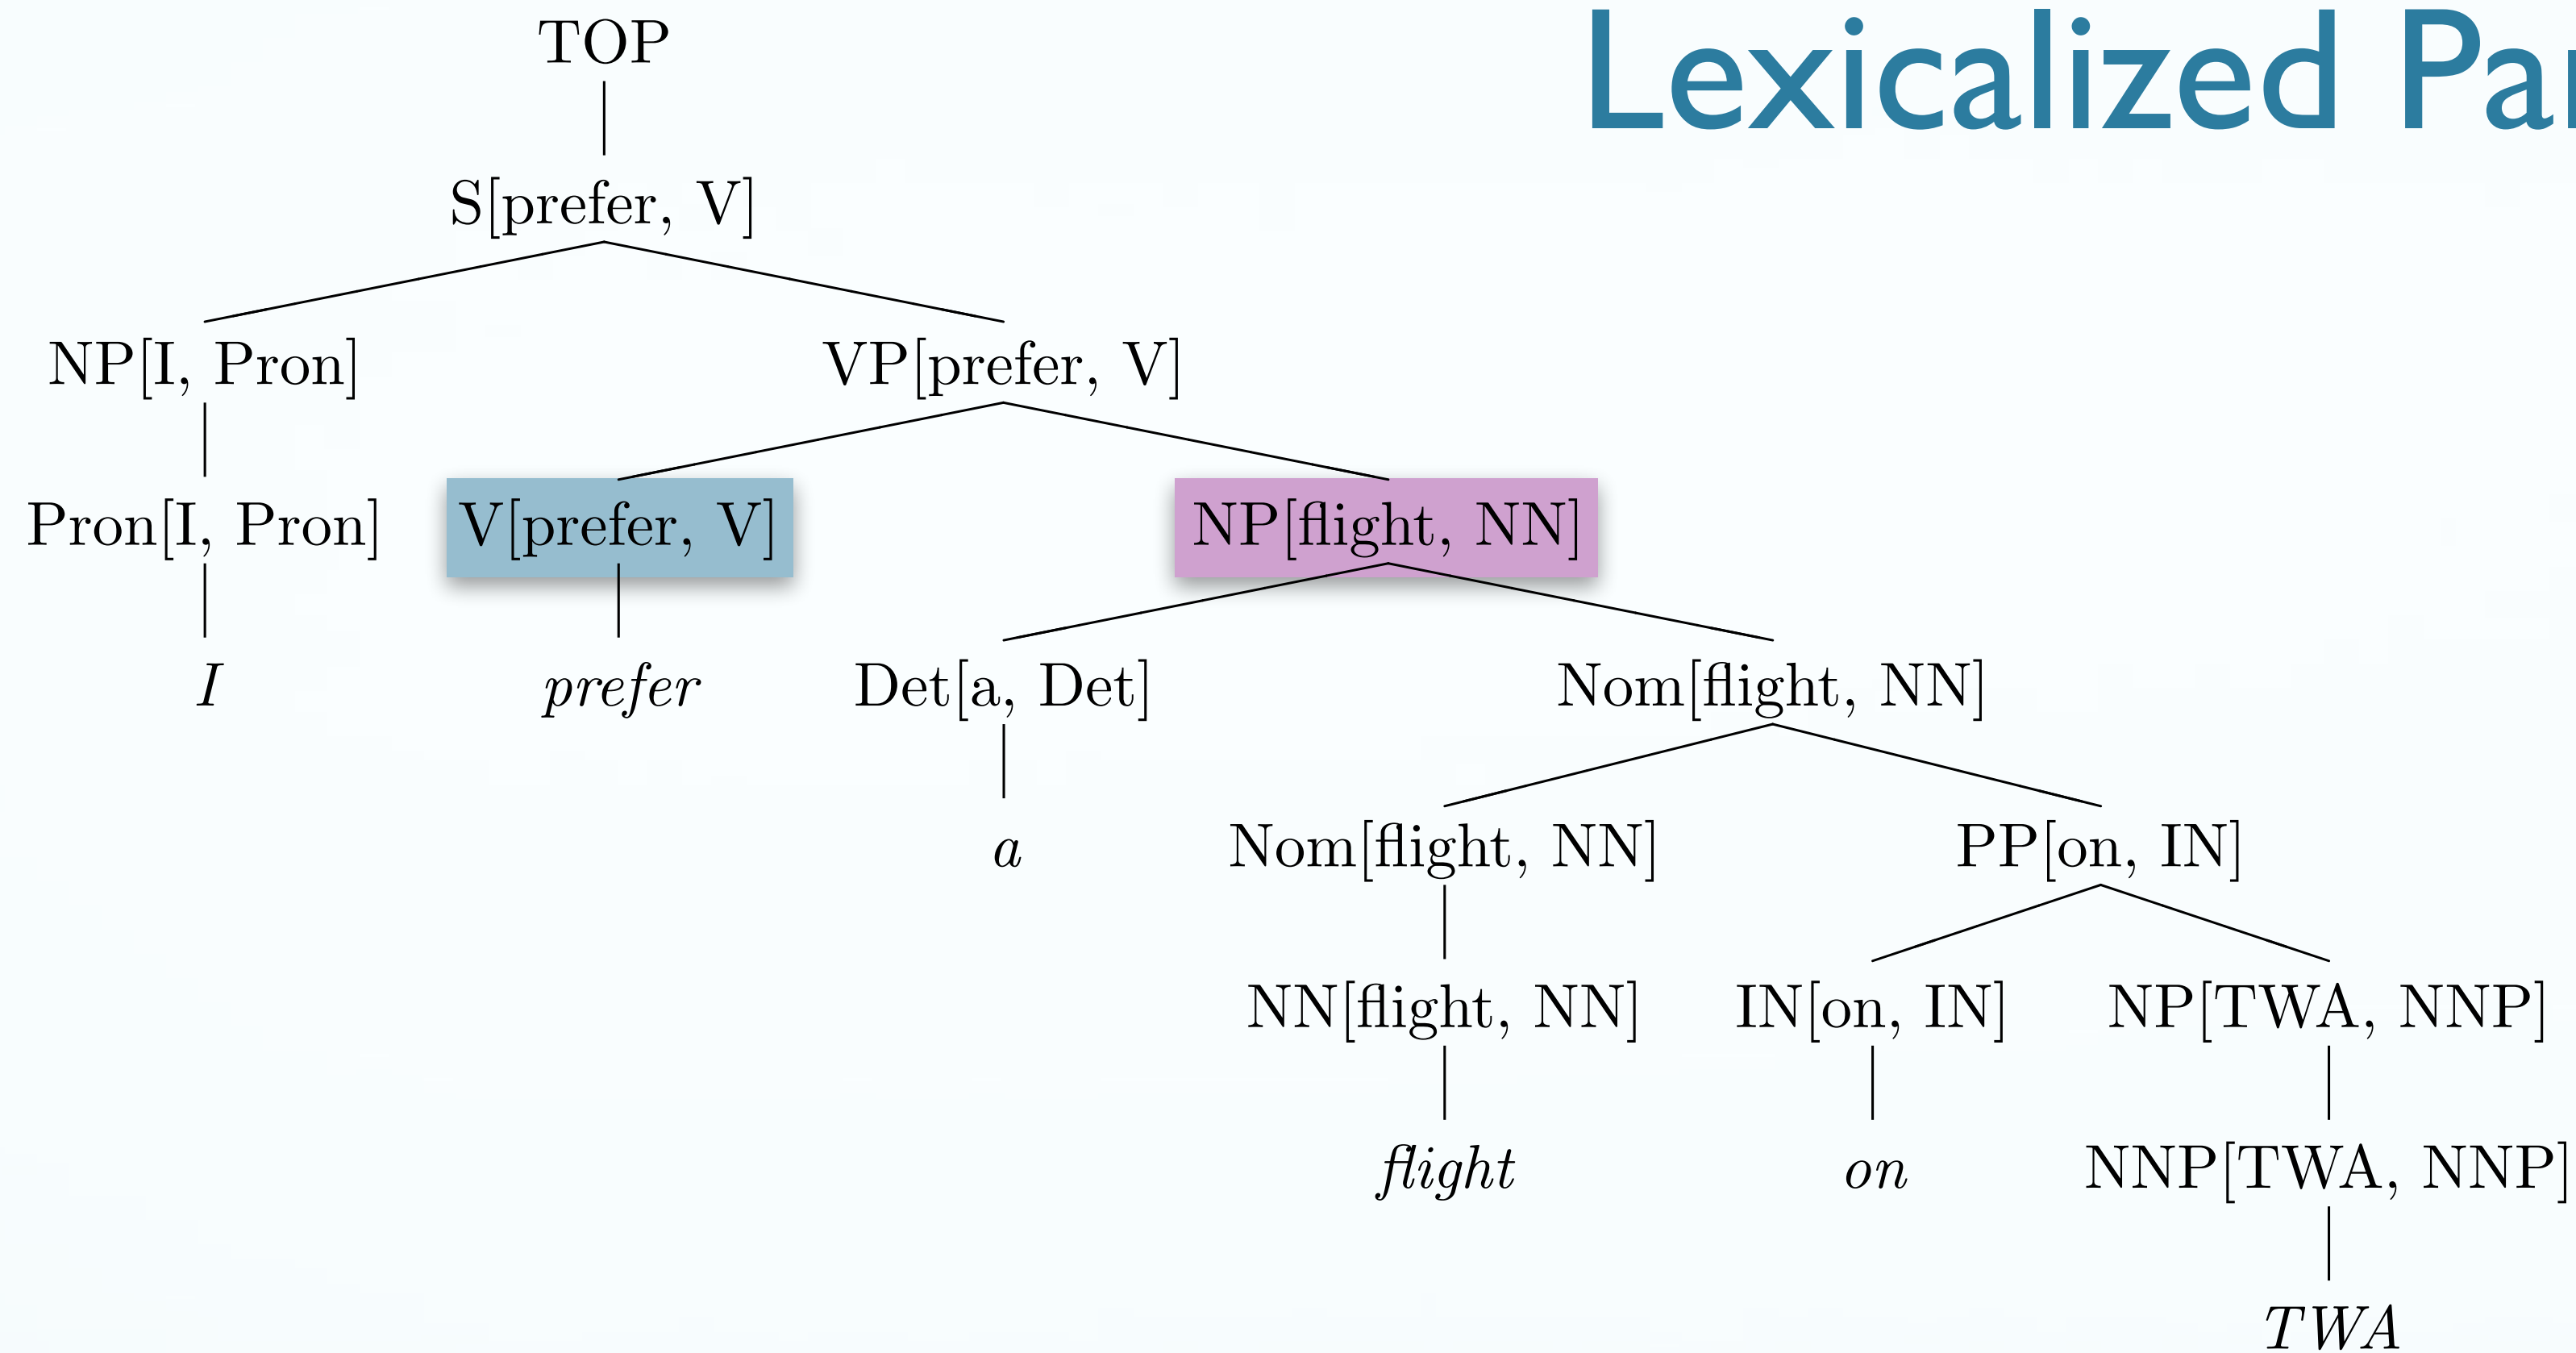 Lexicalized
TOP
S[prefer, V]
NP[I, Pron] VP[prefer, V]
Pron[I, Pron] V[prefer, V] NP[flight, NN]
I prefer Det[a, Det] Nom[flight, NN]
a Nom[flight, NN] PP[on, IN]
NN[flight, NN] IN[on, IN] NP[TWA, NNP]
flight on NNP[TWA, NNP]
TWA